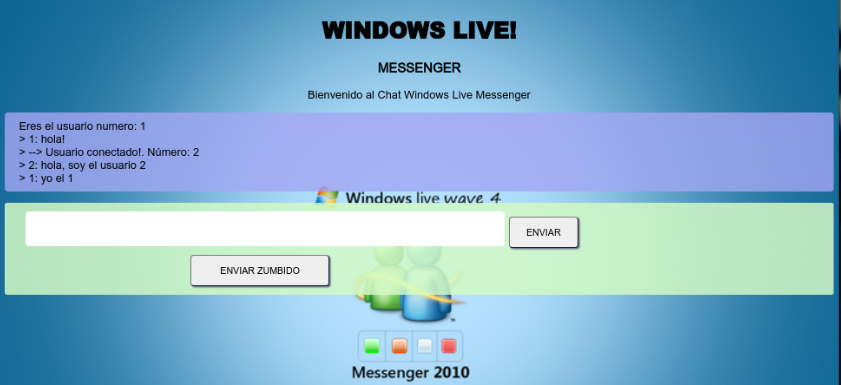 WINDOWS LIVE!
MESSENGER
Bienvenido al Chat Windows Live Messenger
Eres el usuario numero: 1
> 1: hola!
> --> Usuario conectado!. Número: 2
> 2: hola, soy el usuario 2
> 1: yo el 1
Windows live wave 4
ENVIAR
ENVIAR ZUMBIDO
Messenger 2010